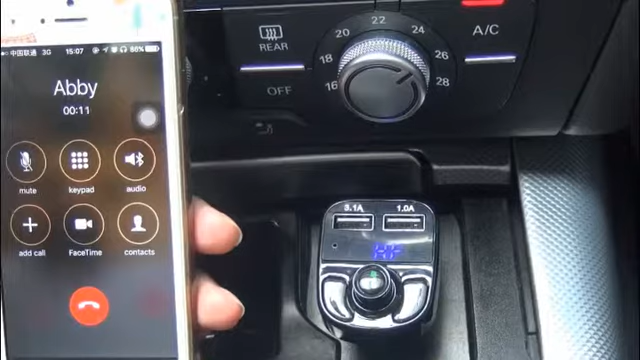 中国联通 15:07 86%
Abby
00:11
mute keypad audio
add call FaceTime contacts
REAR
OFF
16 18 20 22 24 26 28
A/C
3.1A 1.0A